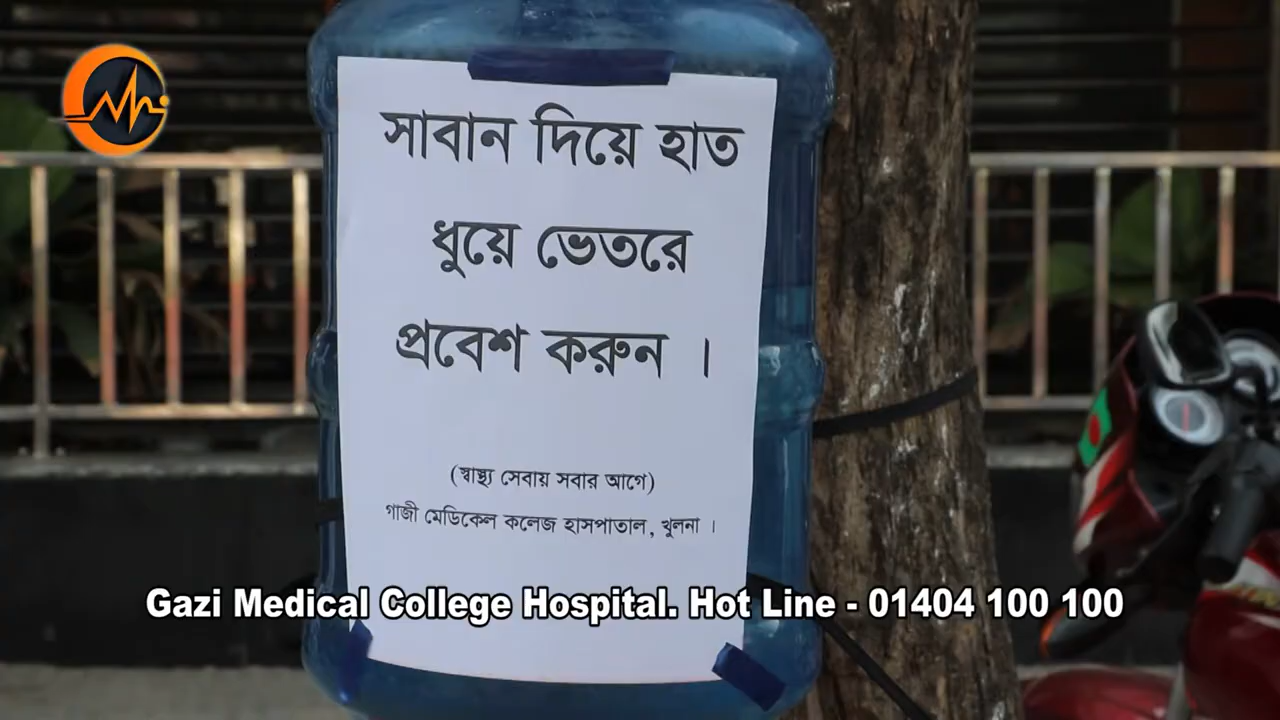 সাবান দিয়ে হাত
ধুয়ে ভেতরে
প্রবেশ করুন ।
(স্বাস্থ্য সেবায় সবার আগে)
গাজী মেডিকেল কলেজ হাসপাতাল, খুলনা ।
Gazi Medical College Hospital. Hot Line - 01404 100 100